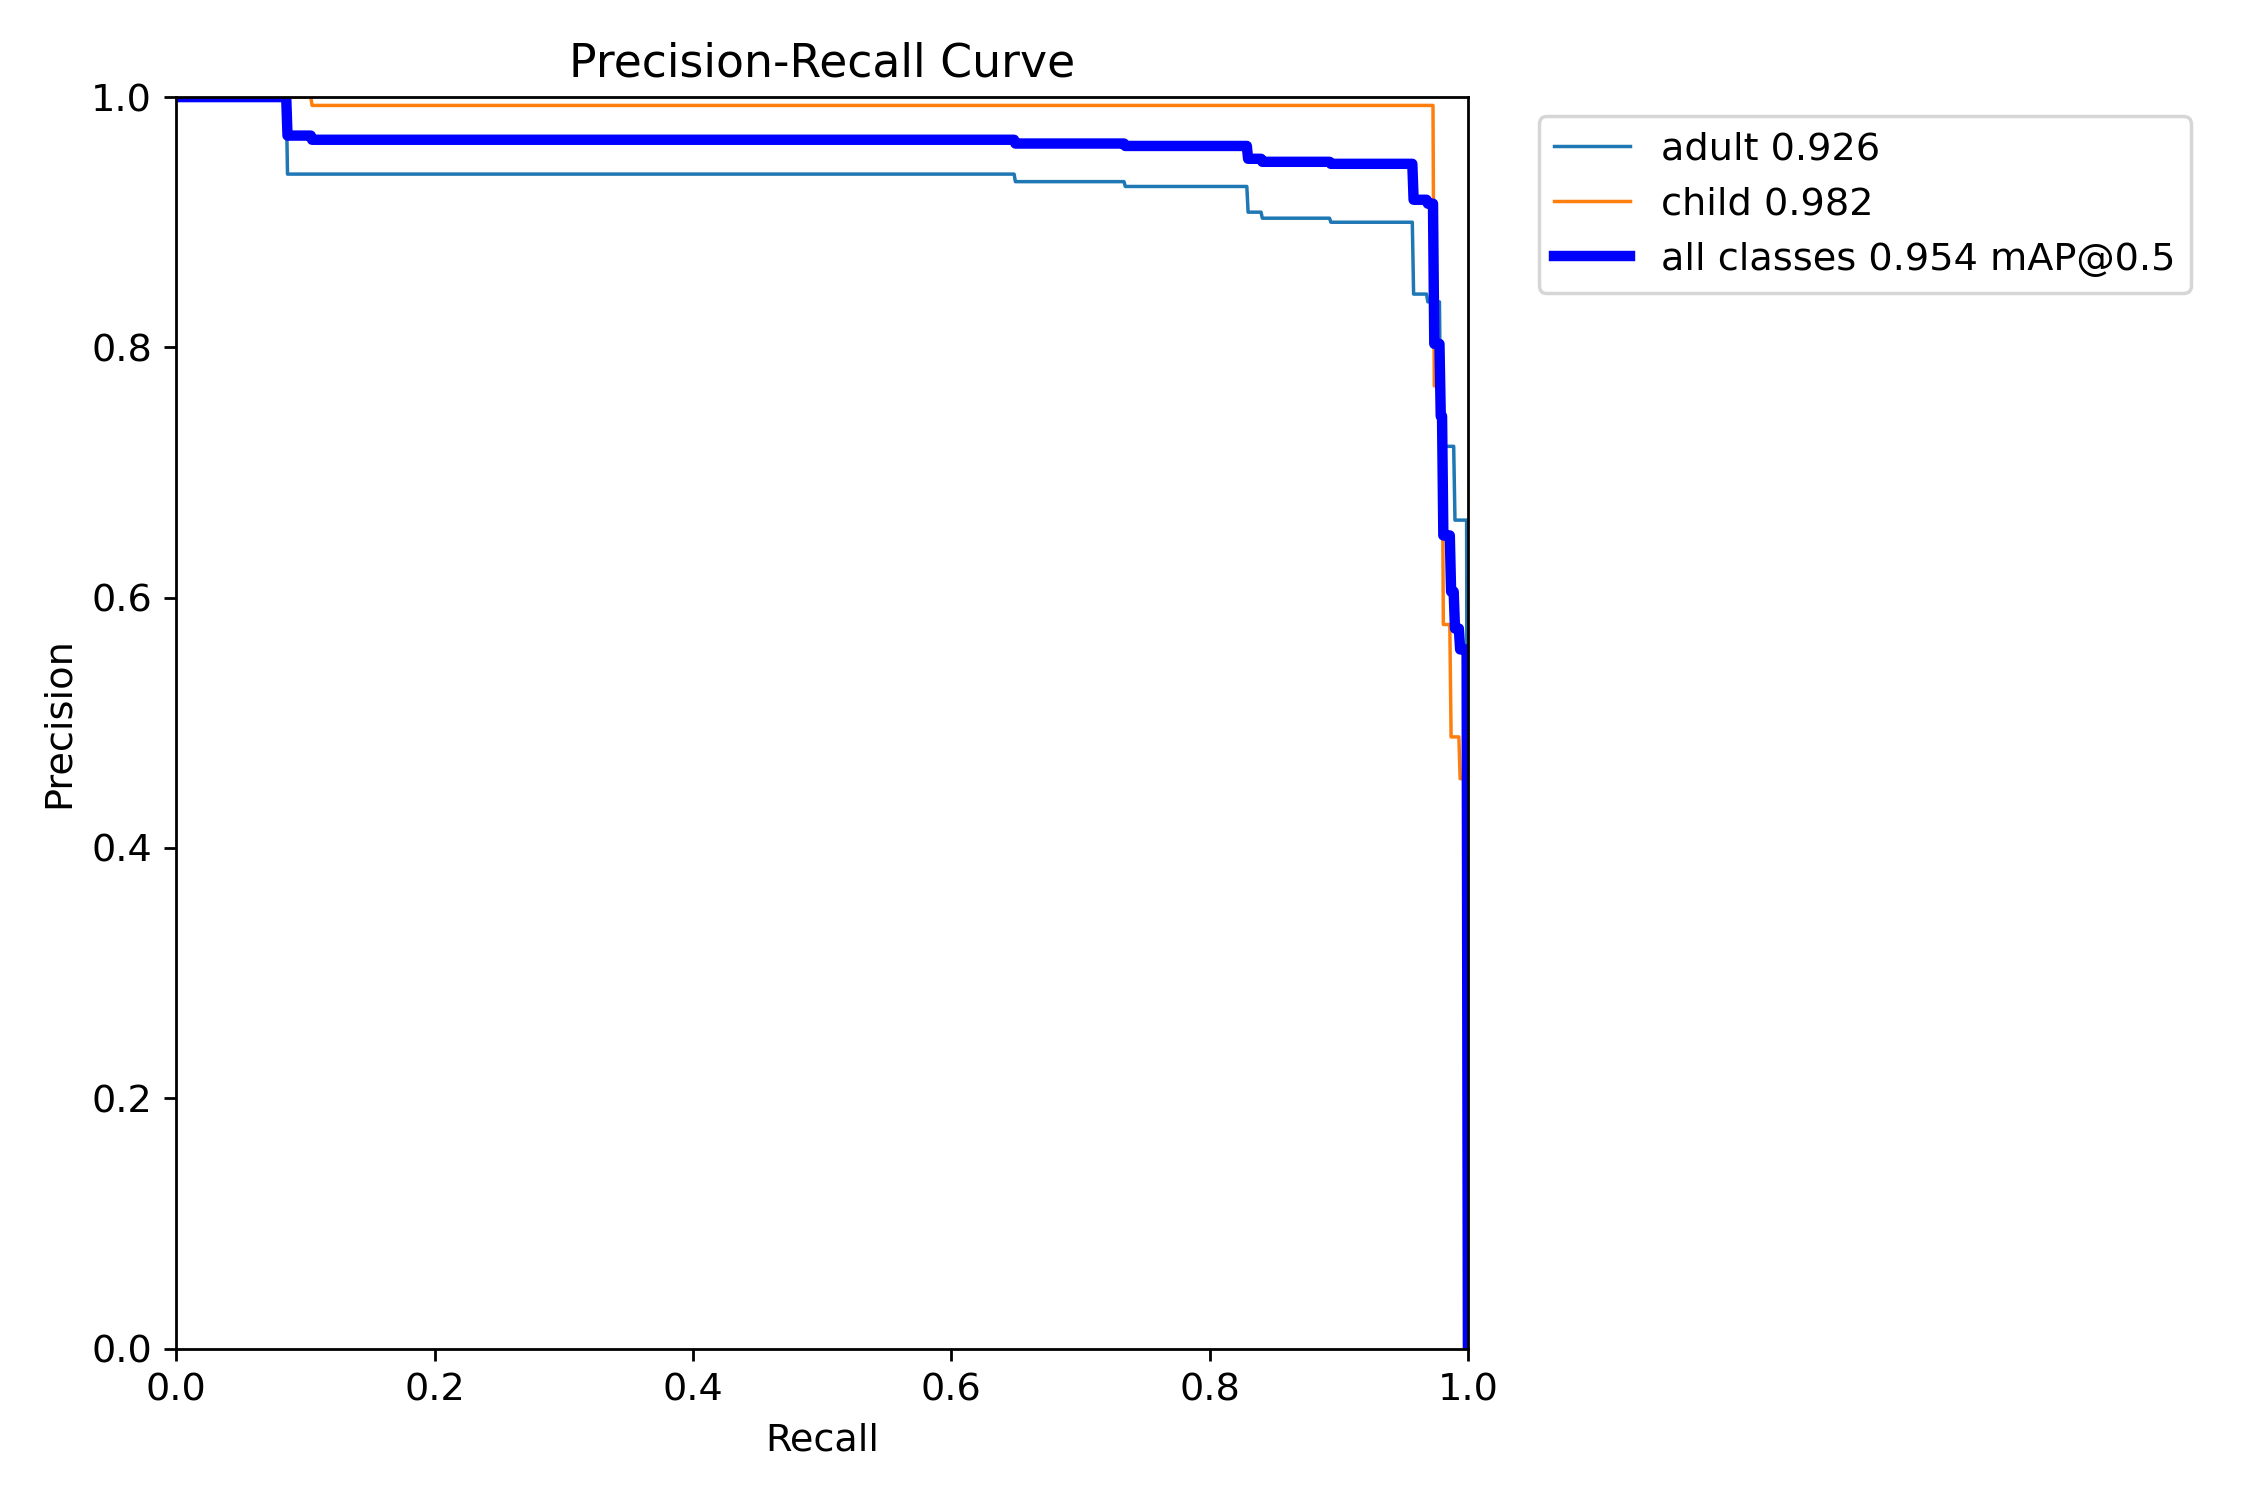 Precision-Recall Curve
1.0
0.8
0.6
0.4
0.2
0.0
Precision
0.0 0.2 0.4 0.6 0.8 1.0
Recall
adult 0.926
child 0.982
all classes 0.954 mAP@0.5